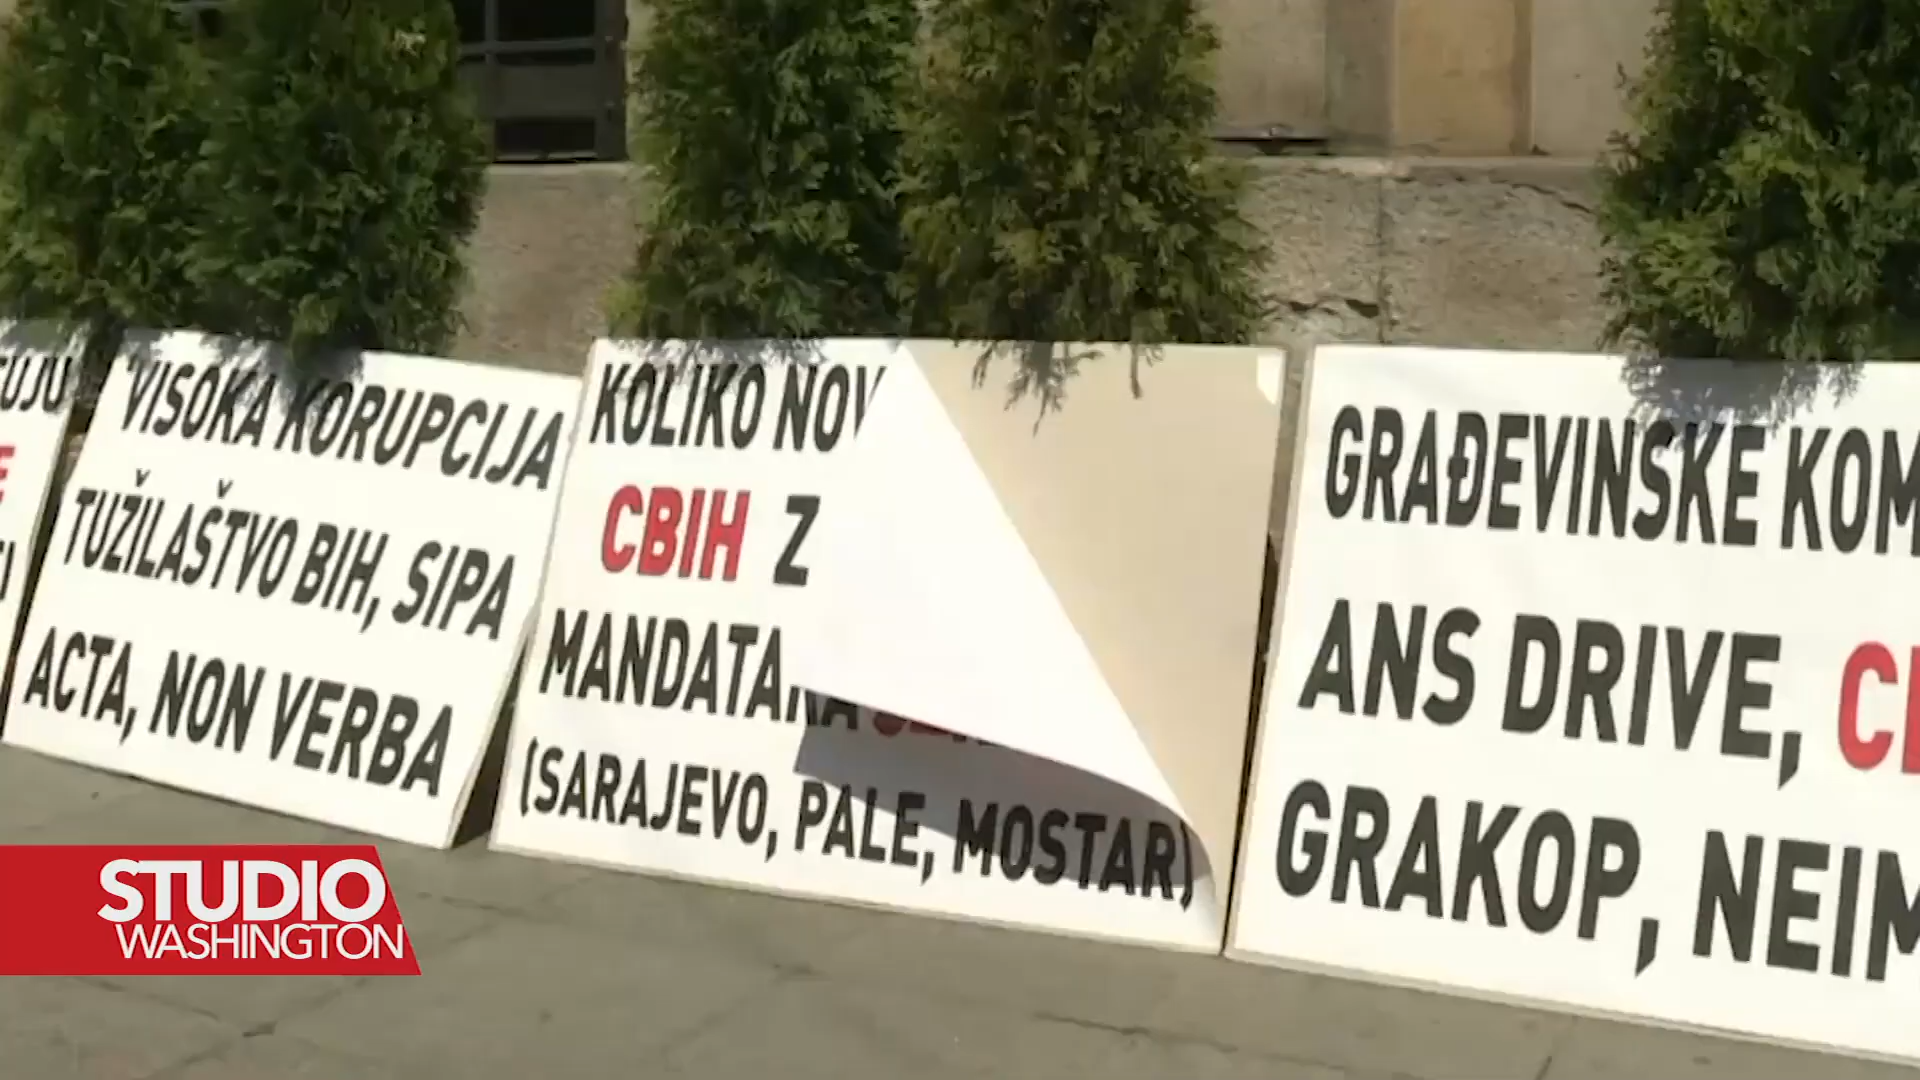 VISOKA KORUPCIJA
TUŽILAŠTVO BIH, SIPA
ACTA, NON VERBA
KOLIKO NOV
CBIH Z
MANDATARA
(SARAJEVO, PALE, MOSTAR)
GRAĐEVINSKE KOM
ANS DRIVE,
GRAKOP, NEIM
STUDIO
WASHINGTON